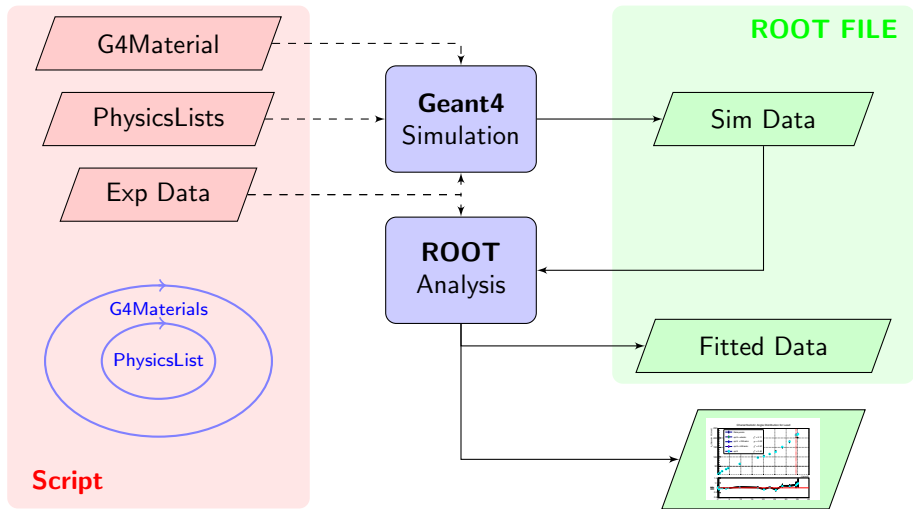 G4Material
PhysicsLists
Exp Data
G4Materials
PhysicsList
Script
Geant4
Simulation
ROOT
Analysis
ROOT FILE
Sim Data
Fitted Data